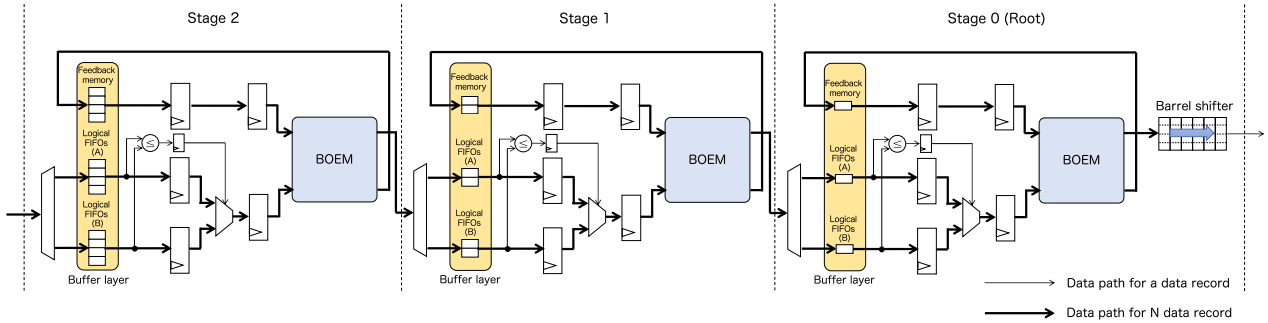 Stage 2
Stage 1
Stage 0 (Root)
Feedback
memory
Logical
FIFOs
(A)
≤
Logical
FIFOs
(B)
BOEM
Buffer layer
Feedback
memory
Logical
FIFOs
(A)
≤
Logical
FIFOs
(B)
BOEM
Buffer layer
Feedback
memory
Logical
FIFOs
(A)
≤
Logical
FIFOs
(B)
BOEM
Buffer layer
Barrel shifter
Data path for a data record
Data path for N data record